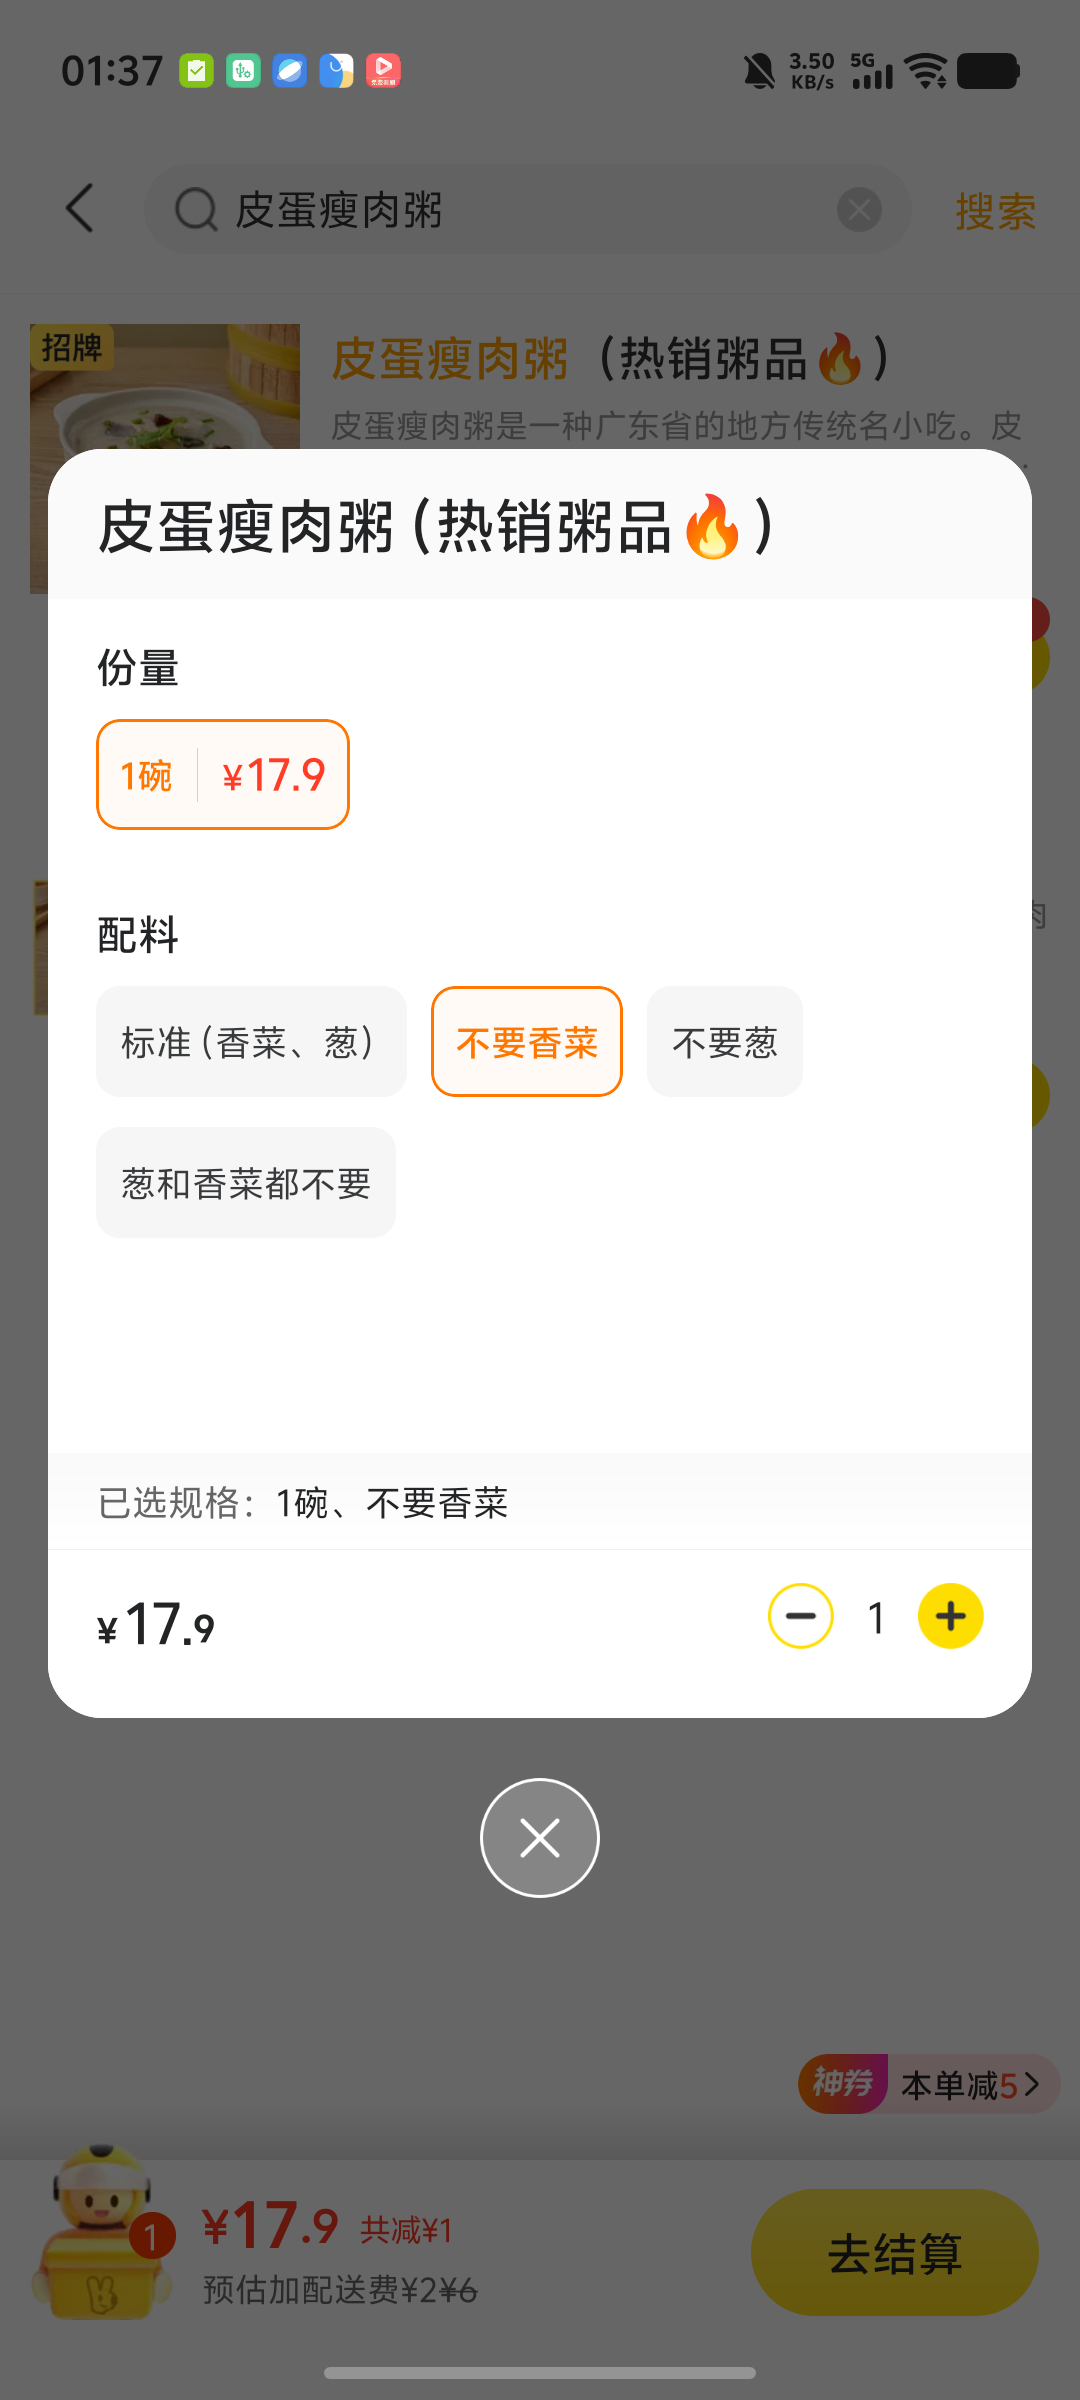 01:37
3.50 KB/s 5G
皮蛋瘦肉粥
搜索
招牌
皮蛋瘦肉粥（热销粥品🔥）
皮蛋瘦肉粥是一种广东省的地方传统名小吃。皮
皮蛋瘦肉粥（热销粥品🔥）
份量
1碗 ¥17.9
配料
标准（香菜、葱） 不要香菜 不要葱
葱和香菜都不要
肉
已选规格：1碗、不要香菜
¥17.9 1
神券 本单减5
1 ¥17.9 共减¥1
预估加配送费¥2¥6
去结算